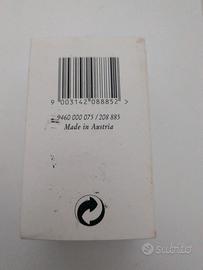 9 003142 088852 >
9460 000 075 / 208 885
Made in Austria
subito